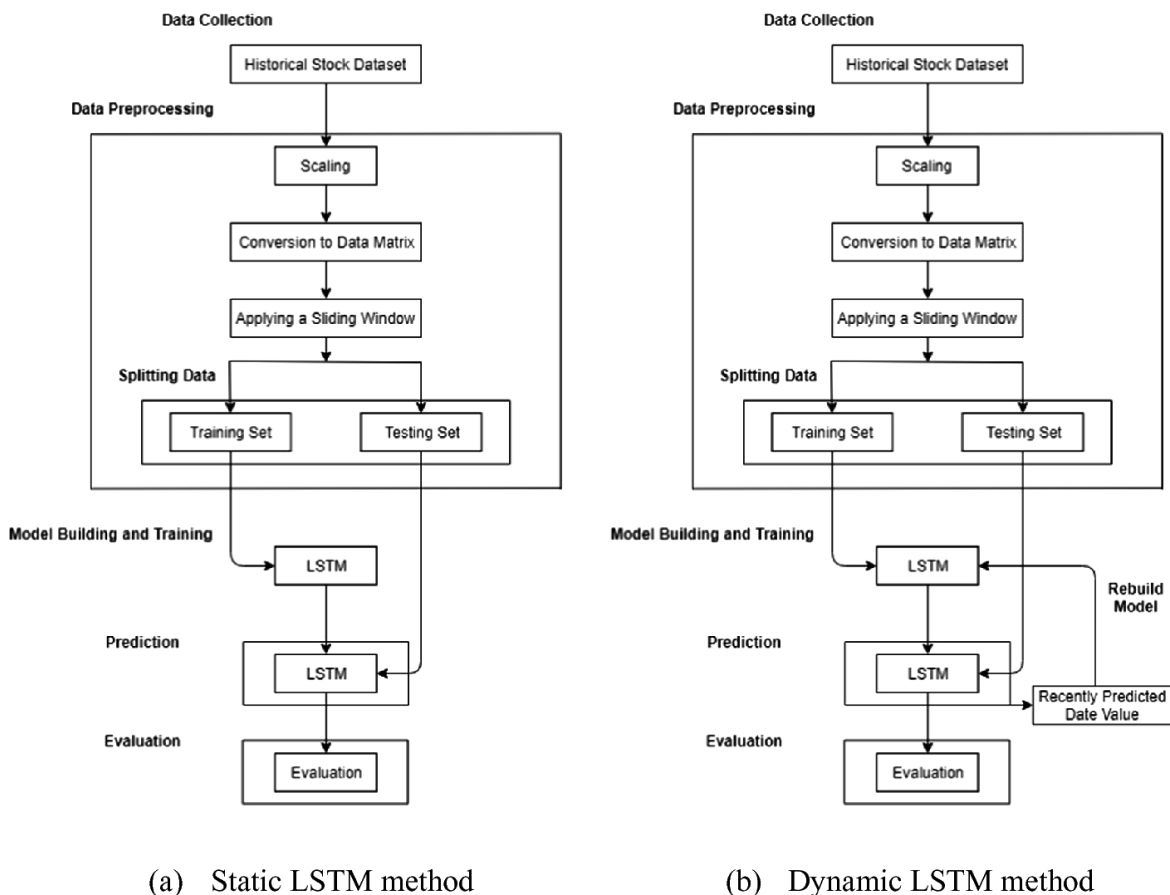 Data Collection
Historical Stock Dataset
Data Preprocessing
Scaling
Conversion to Data Matrix
Applying a Sliding Window
Splitting Data
Training Set
Testing Set
Model Building and Training
LSTM
Prediction
LSTM
Evaluation
Evaluation
(a) Static LSTM method
Data Collection
Historical Stock Dataset
Data Preprocessing
Scaling
Conversion to Data Matrix
Applying a Sliding Window
Splitting Data
Training Set
Testing Set
Model Building and Training
LSTM
Rebuild
Model
Prediction
LSTM
Recently Predicted
Date Value
Evaluation
Evaluation
(b) Dynamic LSTM method